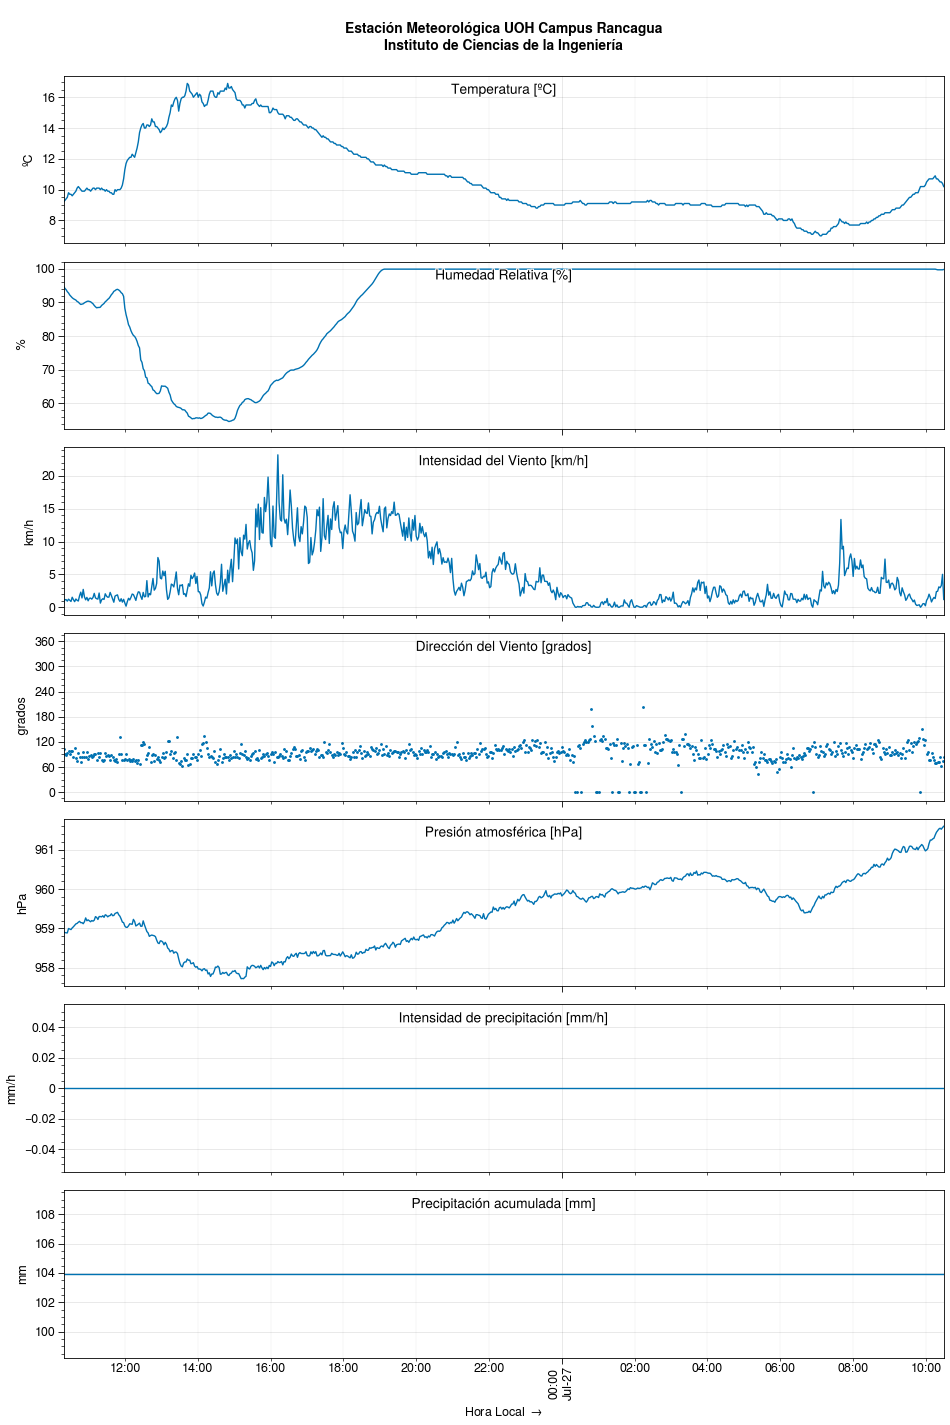 Estación Meteorológica UOH Campus Rancagua
Instituto de Ciencias de la Ingeniería
Temperatura [ºC]
ºC
16
14
12
10
8
Humedad Relativa [%]
%
100
90
80
70
60
Intensidad del Viento [km/h]
km/h
20
15
10
5
0
Dirección del Viento [grados]
grados
360
300
240
180
120
60
0
Presión atmosférica [hPa]
hPa
961
960
959
958
Intensidad de precipitación [mm/h]
mm/h
0.04
0.02
0
−0.02
−0.04
Precipitación acumulada [mm]
mm
108
106
104
102
100
12:00 14:00 16:00 18:00 20:00 22:00 00:00 02:00 04:00 06:00 08:00 10:00
Jul-27
Hora Local →